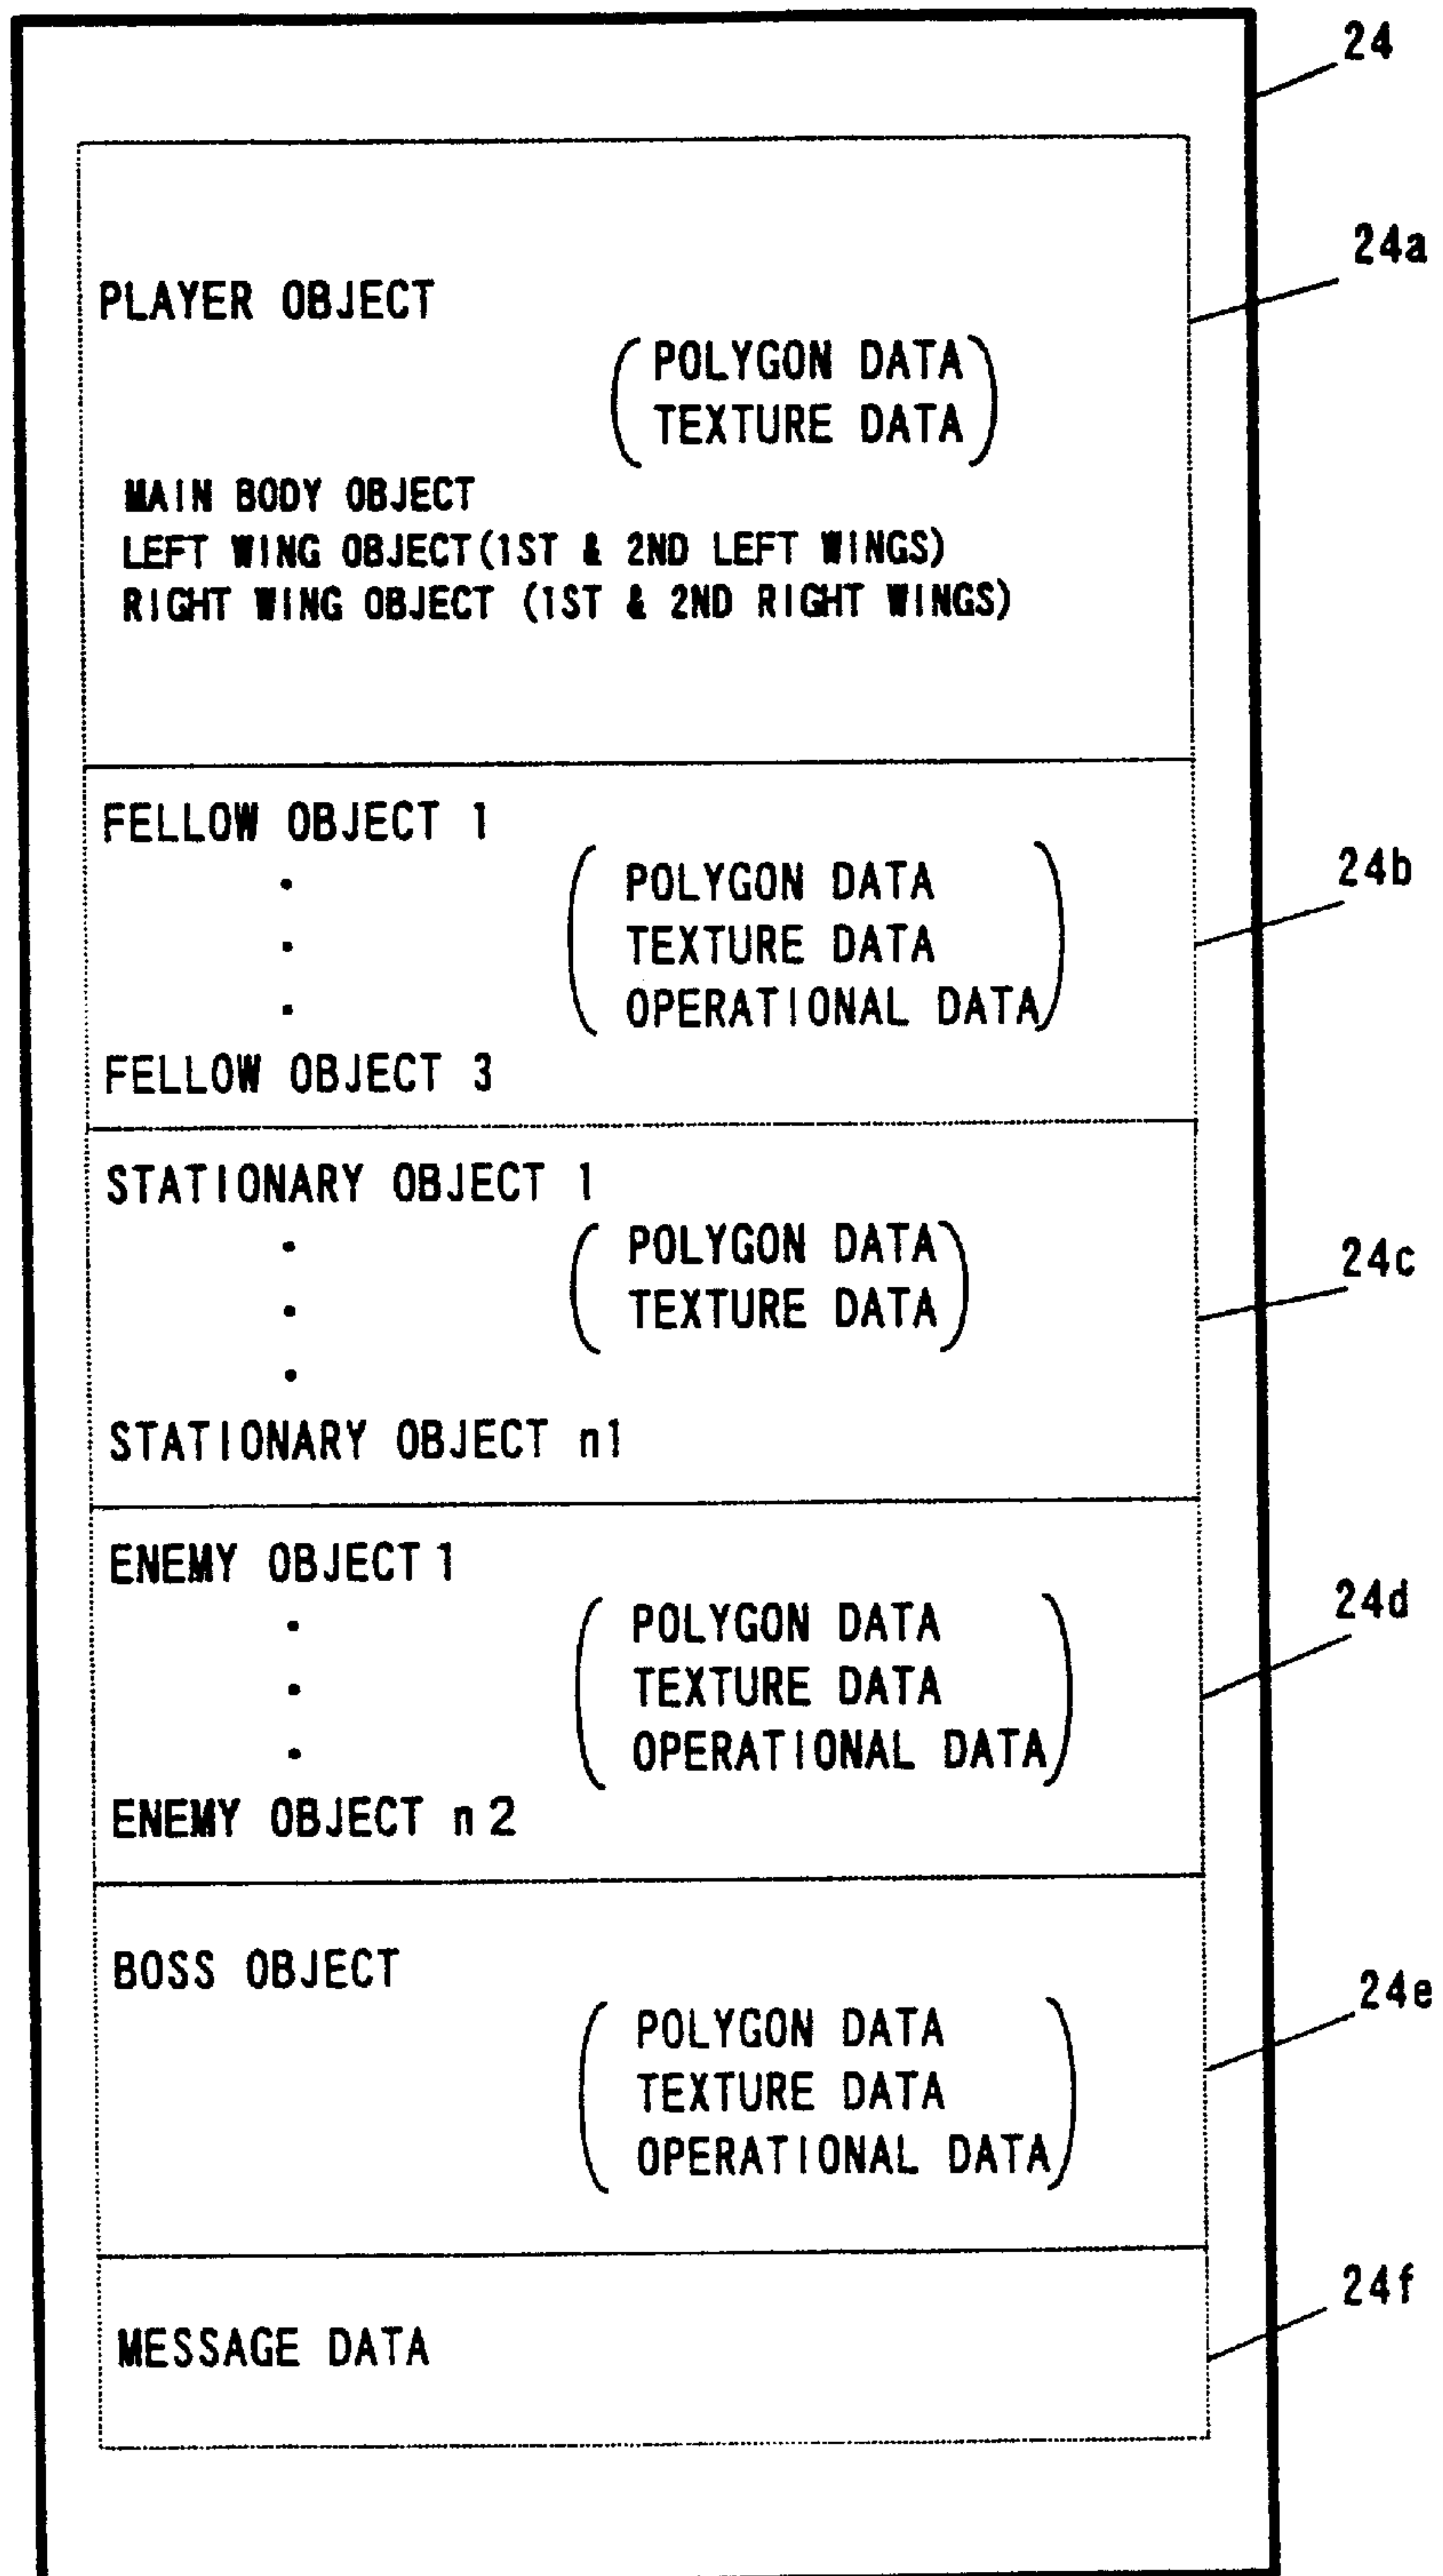 24
24a
PLAYER OBJECT
POLYGON DATA
TEXTURE DATA
MAIN BODY OBJECT
LEFT WING OBJECT(1ST & 2ND LEFT WINGS)
RIGHT WING OBJECT (1ST & 2ND RIGHT WINGS)
FELLOW OBJECT 1
24b
POLYGON DATA
TEXTURE DATA
OPERATIONAL DATA
FELLOW OBJECT 3
STATIONARY OBJECT 1
POLYGON DATA
24c
TEXTURE DATA
STATIONARY OBJECT n1
ENEMY OBJECT 1
24d
POLYGON DATA
TEXTURE DATA
OPERATIONAL DATA
ENEMY OBJECT n2
BOSS OBJECT
24e
POLYGON DATA
TEXTURE DATA
OPERATIONAL DATA
24f
MESSAGE DATA